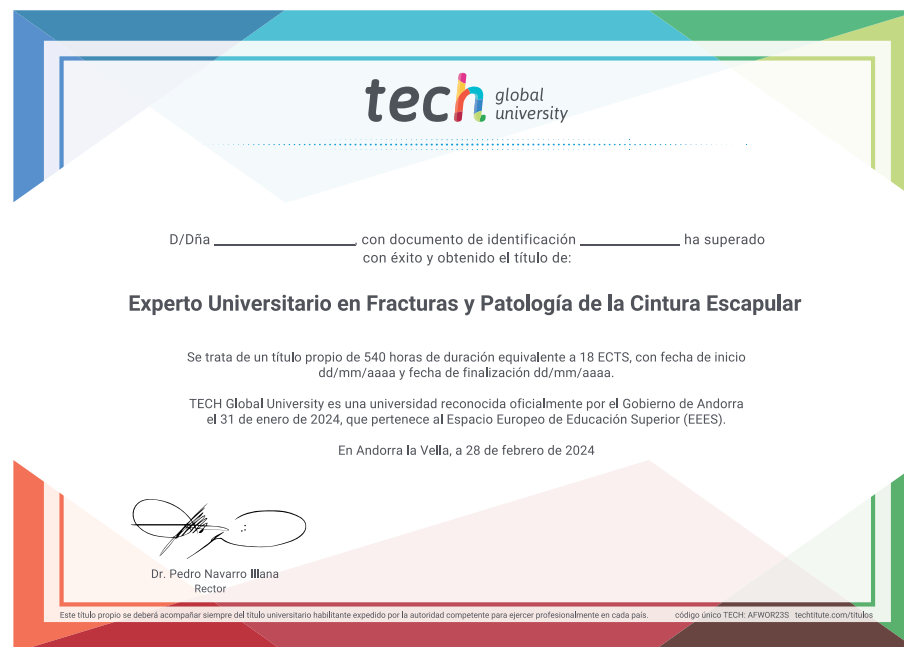 tech global university
D/Dña ____________, con documento de identificación ____________ ha superado
con éxito y obtenido el título de:
Experto Universitario en Fracturas y Patología de la Cintura Escapular
Se trata de un título propio de 540 horas de duración equivalente a 18 ECTS, con fecha de inicio
dd/mm/aaaa y fecha de finalización dd/mm/aaaa.
TECH Global University es una universidad reconocida oficialmente por el Gobierno de Andorra
el 31 de enero de 2024, que pertenece al Espacio Europeo de Educación Superior (EEES).
En Andorra la Vella, a 28 de febrero de 2024
Dr. Pedro Navarro Illana
Rector
Este título propio se deberá acompañar siempre del título universitario habilitante expedido por la autoridad competente para ejercer profesionalmente en cada país. código único TECH: AFWOR23S techtitute.com/titulos